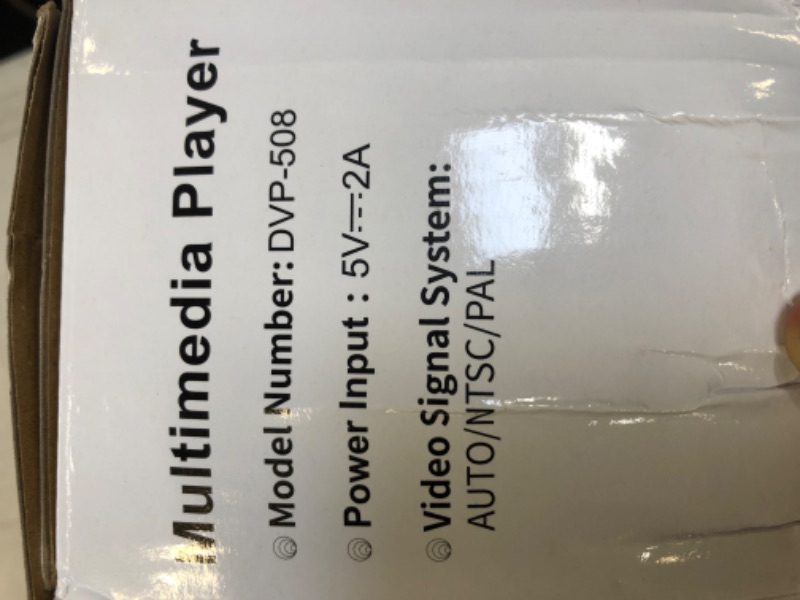 Multimedia Player
Model Number: DVP-508
Power Input : 5V⎓2A
Video Signal System:
AUTO/NTSC/PAL